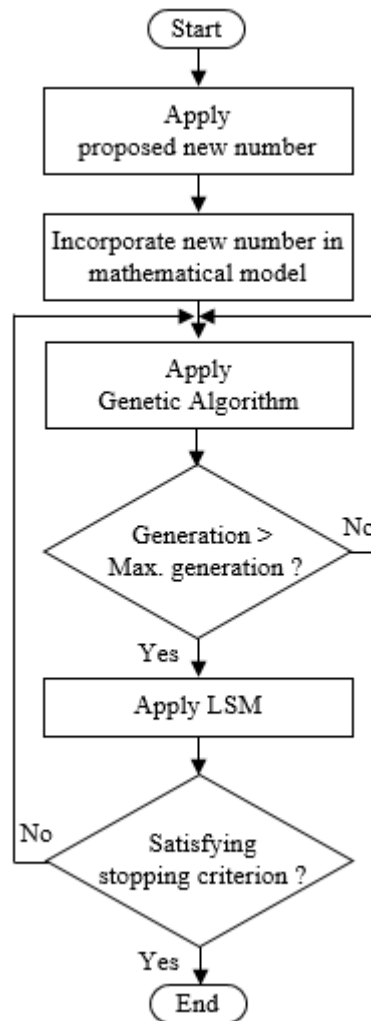 Start
Apply
proposed new number
Incorporate new number in
mathematical model
Apply
Genetic Algorithm
Generation >
Max. generation ?
No
Yes
Apply LSM
No
Satisfying
stopping criterion ?
Yes
End